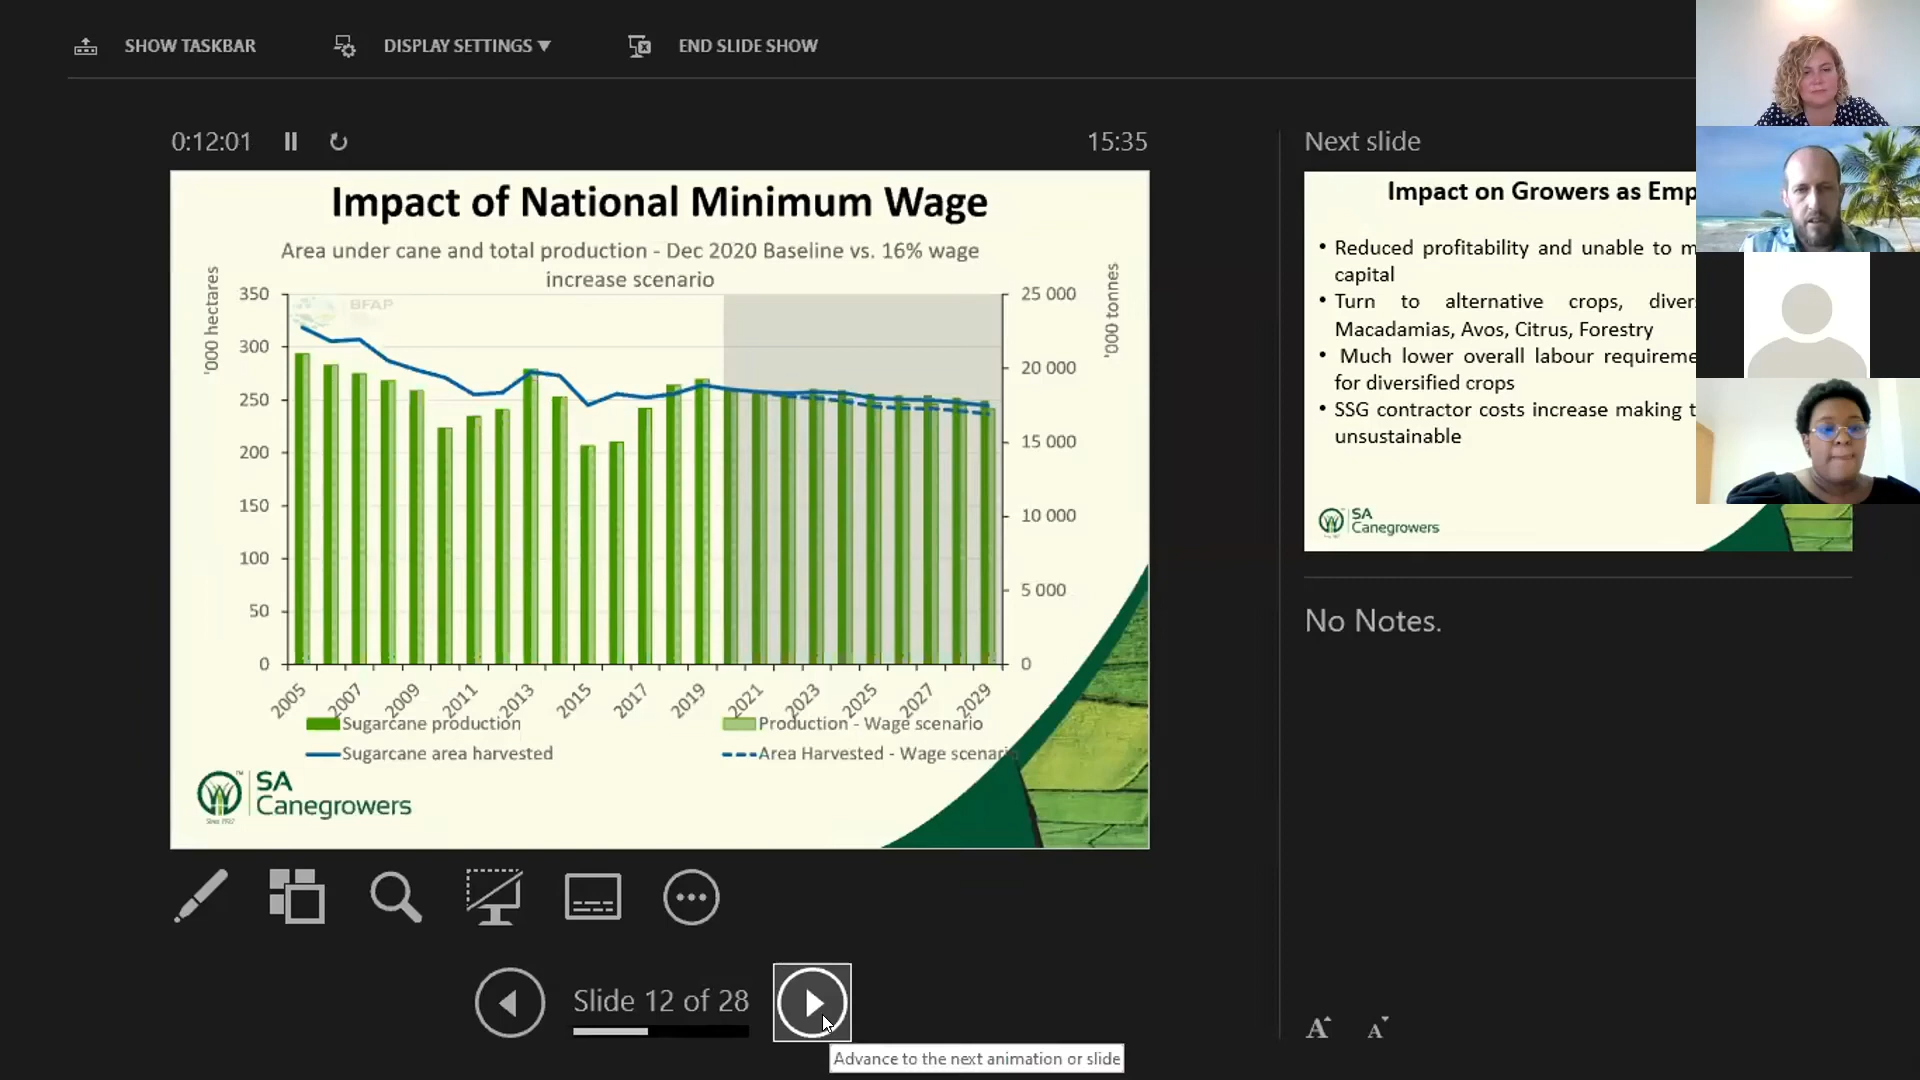 SHOW TASKBAR
DISPLAY SETTINGS ▼
END SLIDE SHOW
0:12:01
15:35
Next slide
Impact of National Minimum Wage
Area under cane and total production - Dec 2020 Baseline vs. 16% wage
increase scenario
'000 hectares
'000 tonnes
BFAP
350
300
250
200
150
100
50
0
25 000
20 000
15 000
10 000
5 000
0
2005
2007
2009
2011
2013
2015
2017
2019
2021
2023
2025
2027
2029
Sugarcane production
Production - Wage scenario
Sugarcane area harvested
Area Harvested - Wage scenario
SA
Canegrowers
Since 1927
Impact on Growers as Emp
• Reduced profitability and unable to m
capital
• Turn to alternative crops, divers
Macadamias, Avos, Citrus, Forestry
• Much lower overall labour requireme
for diversified crops
• SSG contractor costs increase making t
unsustainable
SA
Canegrowers
No Notes.
Slide 12 of 28
Advance to the next animation or slide
A
A